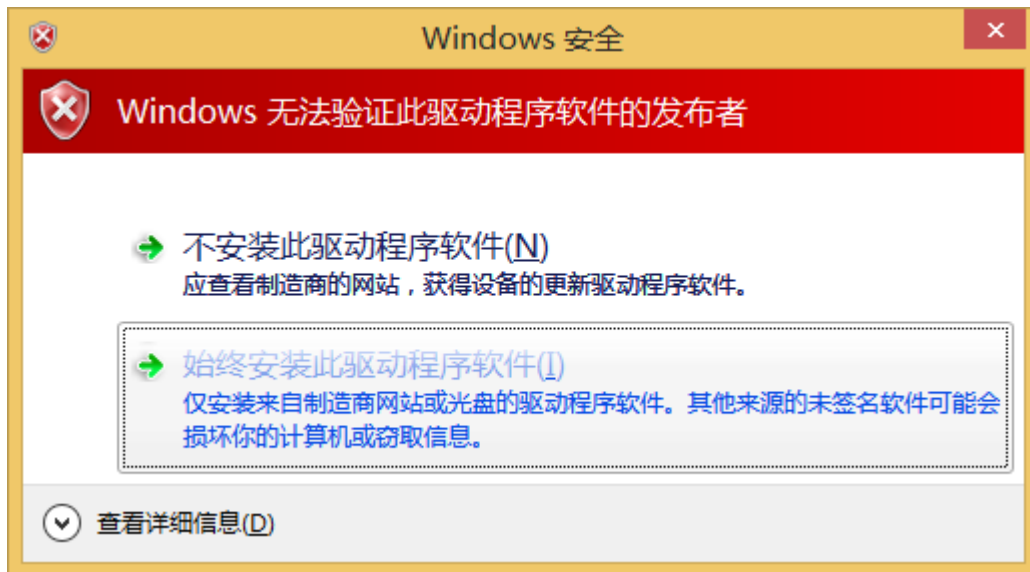 Windows 安全
Windows 无法验证此驱动程序软件的发布者
不安装此驱动程序软件(N)
应查看制造商的网站，获得设备的更新驱动程序软件。
始终安装此驱动程序软件(I)
仅安装来自制造商网站或光盘的驱动程序软件。其他来源的未签名软件可能会
损坏你的计算机或窃取信息。
查看详细信息(D)